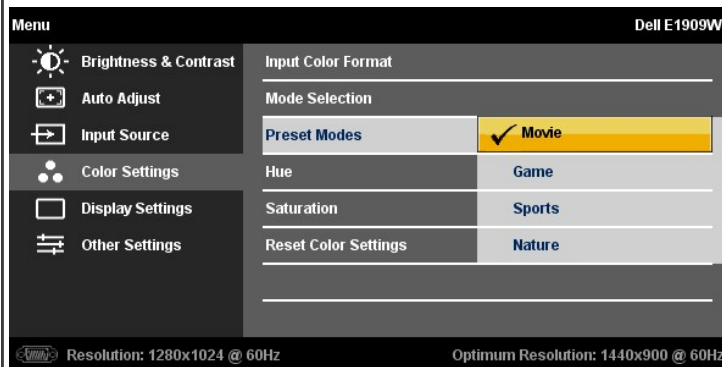 Menu Dell E1909W
Brightness & Contrast Input Color Format
Auto Adjust Mode Selection
Input Source Preset Modes Movie
Color Settings Hue Game
Display Settings Saturation Sports
Other Settings Reset Color Settings Nature
Resolution: 1280x1024 @ 60Hz Optimum Resolution: 1440x900 @ 60Hz